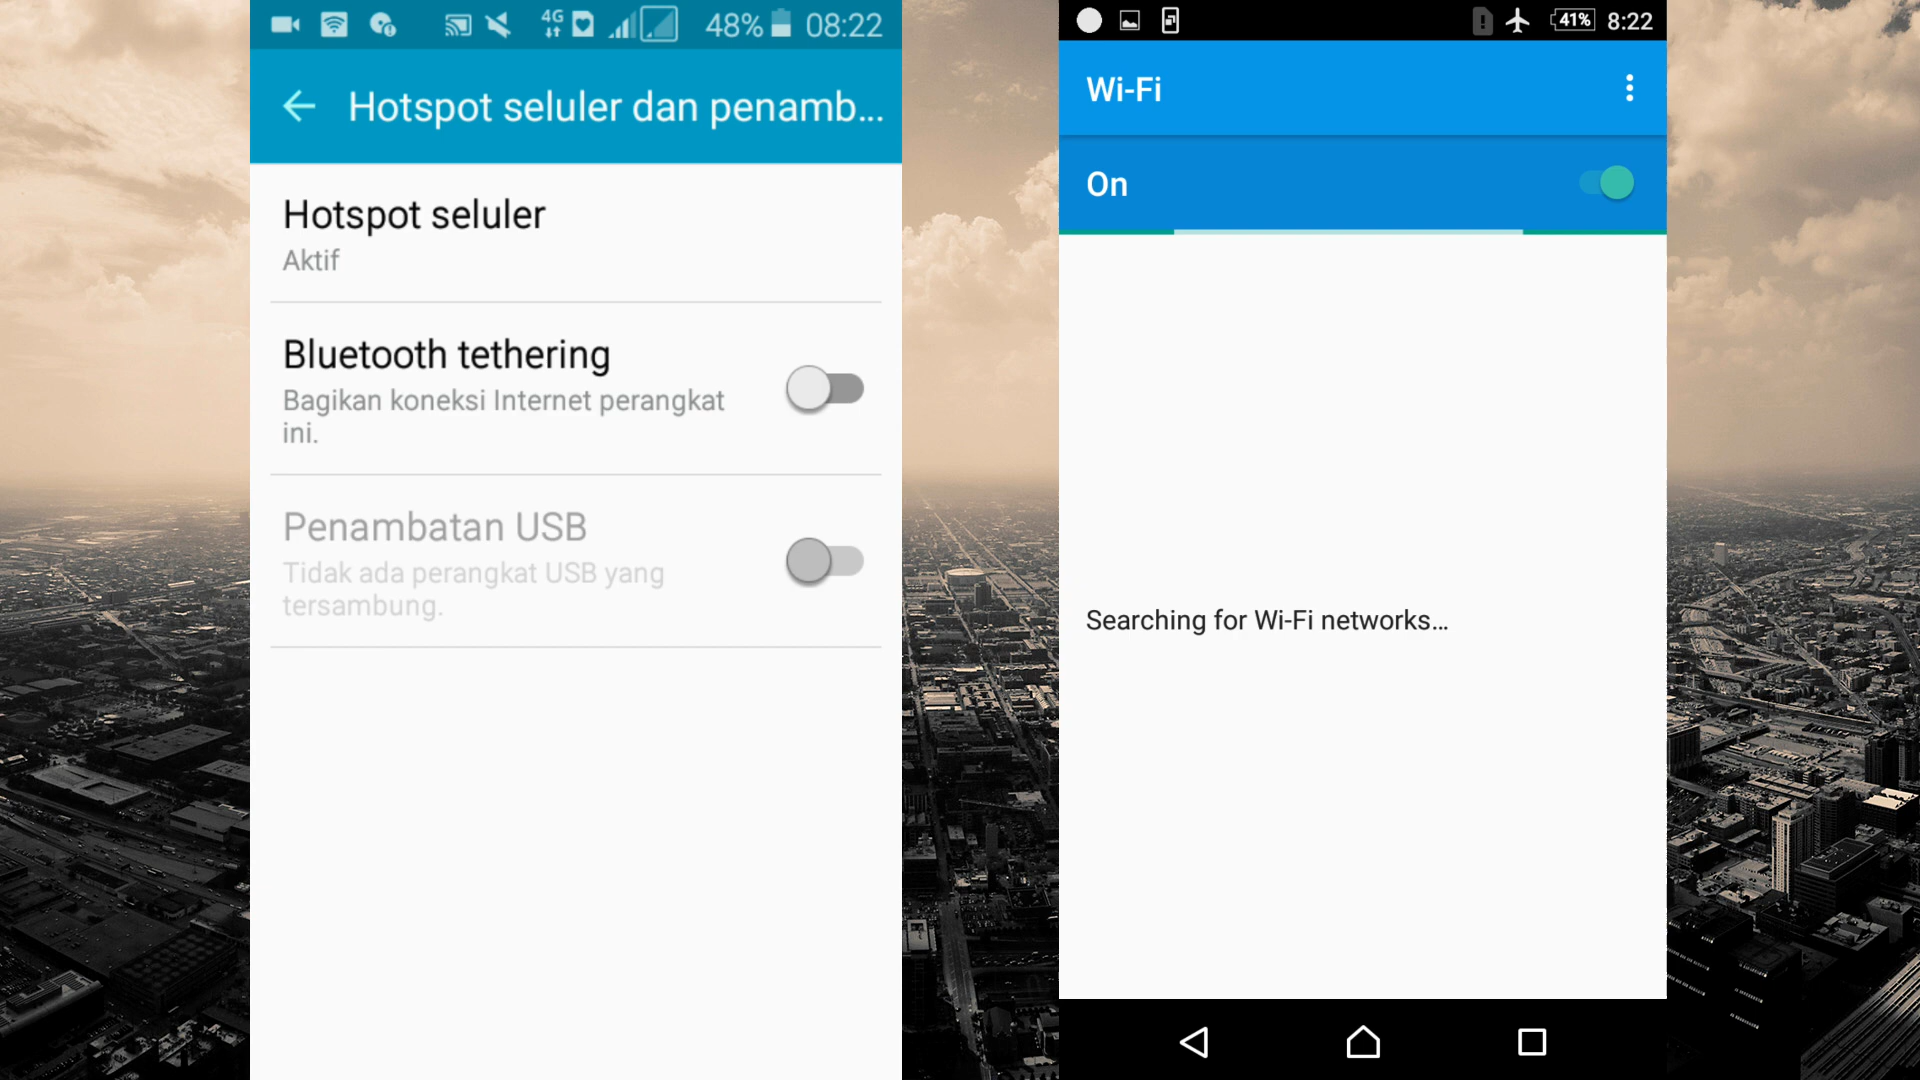 4G 48% 08:22
Hotspot seluler dan penamb...
Hotspot seluler
Aktif
Bluetooth tethering
Bagikan koneksi Internet perangkat
ini.
Penambatan USB
Tidak ada perangkat USB yang
tersambung.
41% 8:22
Wi-Fi
On
Searching for Wi-Fi networks...